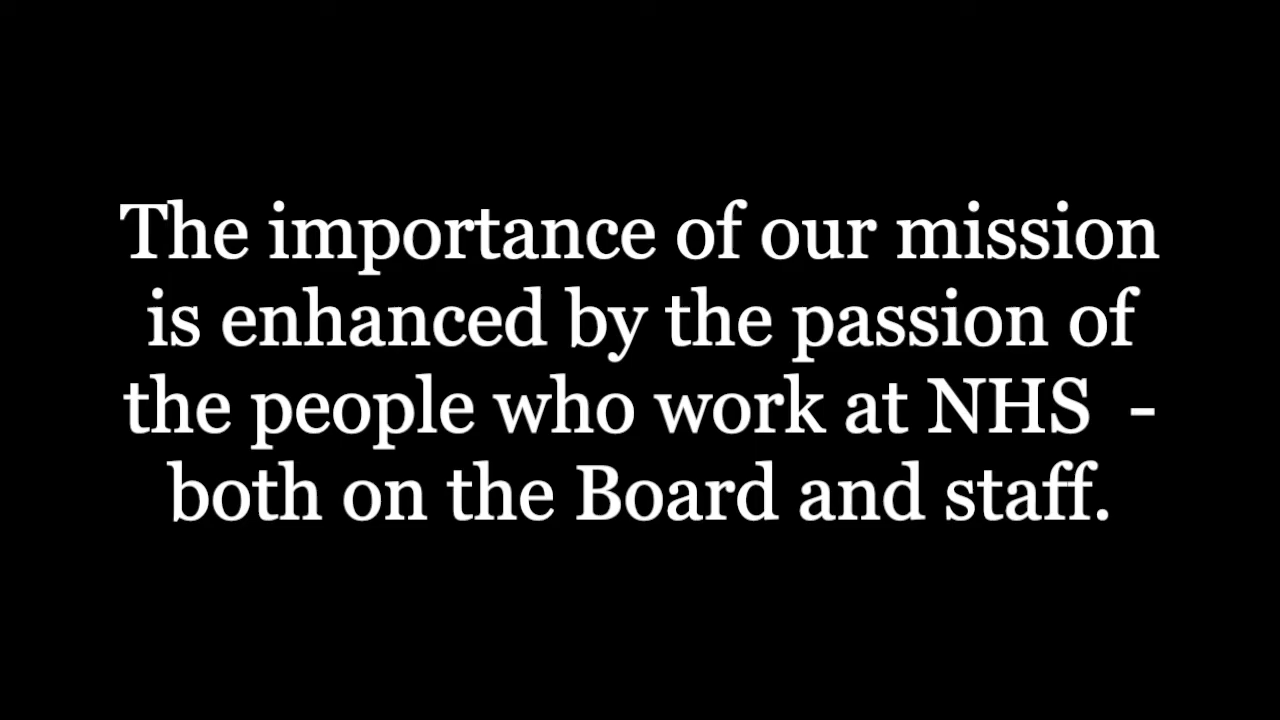 The importance of our mission
is enhanced by the passion of
the people who work at NHS  -
both on the Board and staff.